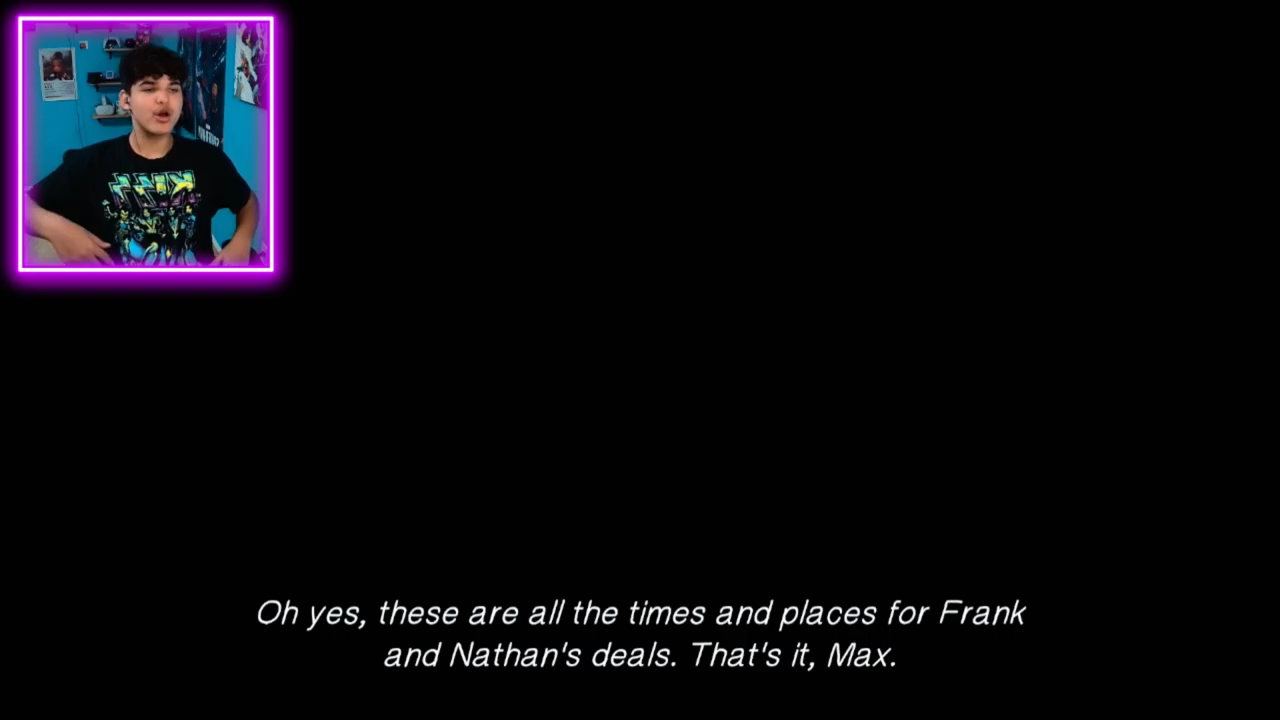 Oh yes, these are all the times and places for Frank
and Nathan's deals. That's it, Max.